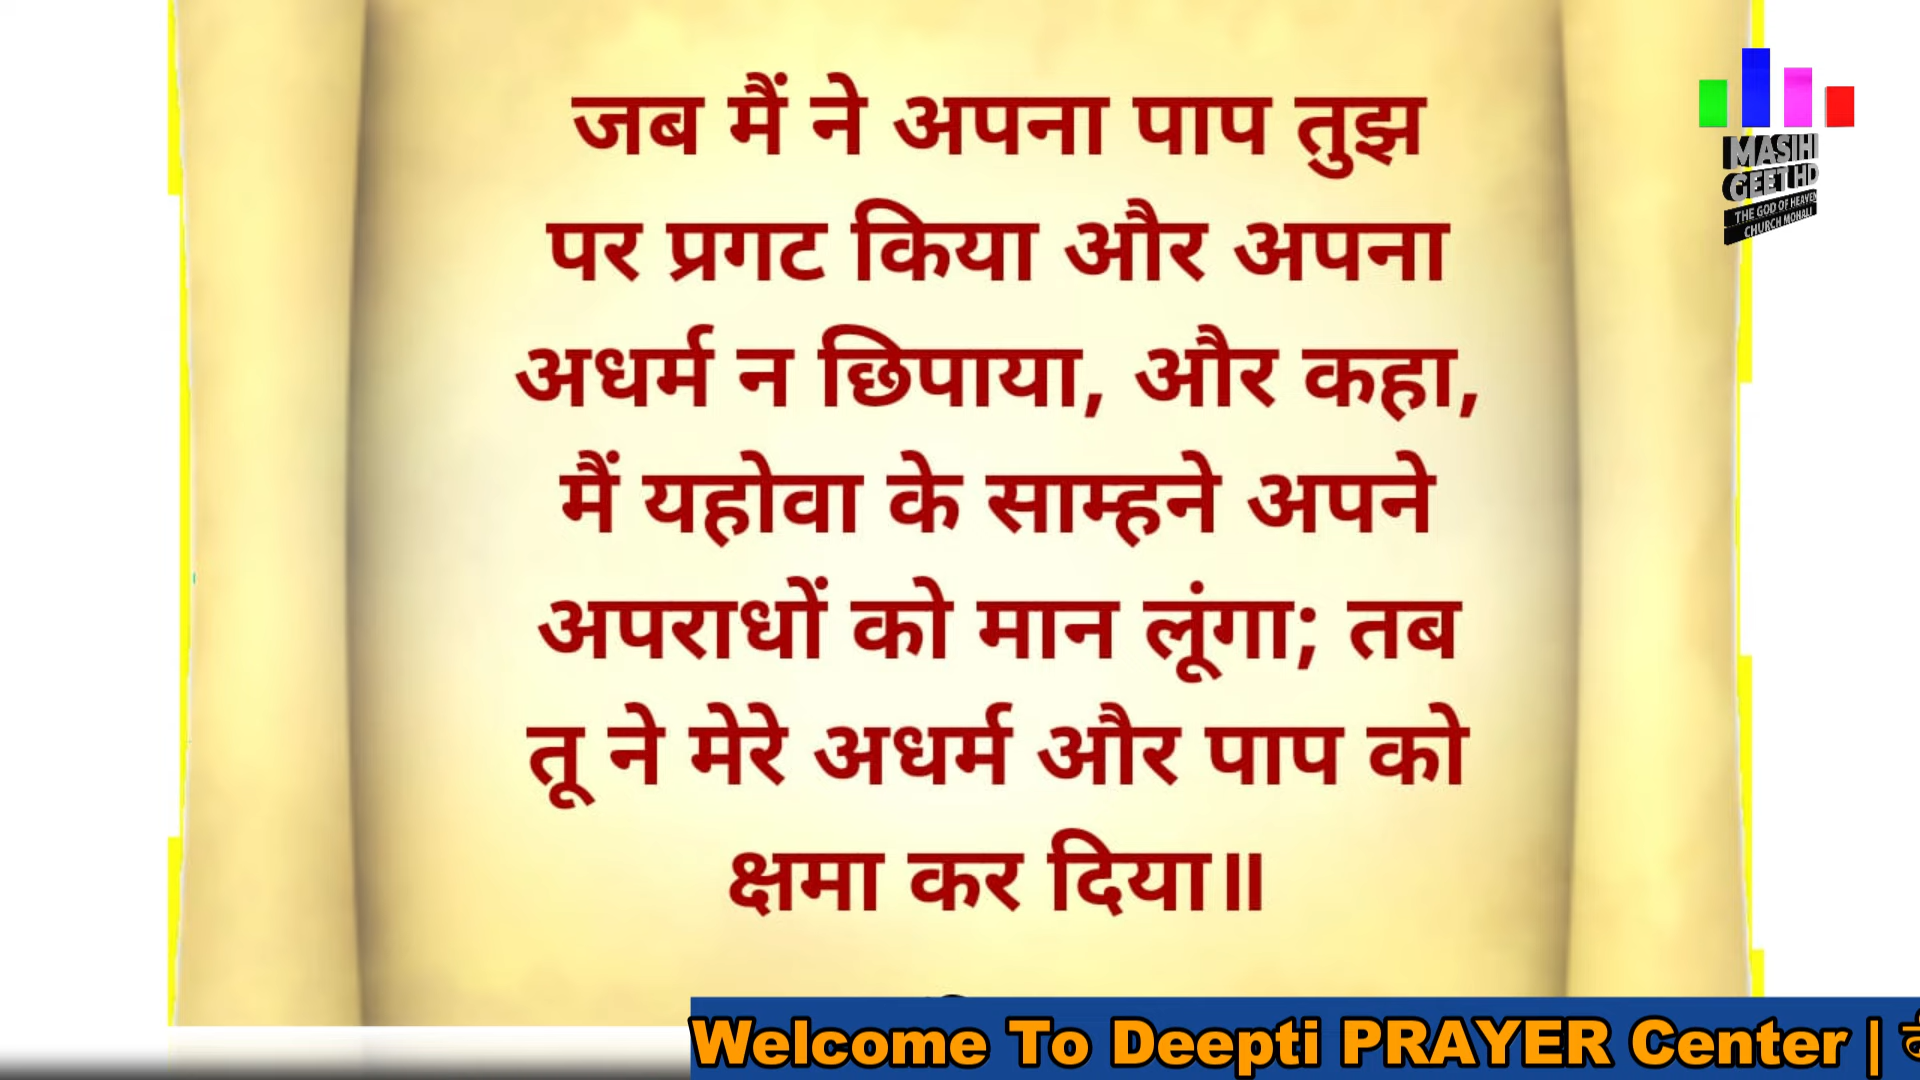 जब मैं ने अपना पाप तुझ
पर प्रगट किया और अपना
अधर्म न छिपाया, और कहा,
मैं यहोवा के साम्हने अपने
अपराधों को मान लूंगा; तब
तू ने मेरे अधर्म और पाप को
क्षमा कर दिया॥
MASIHI
GEET HD
THE GOD OF HEAVEN
CHURCH MOHALI
Welcome To Deepti PRAYER Center |